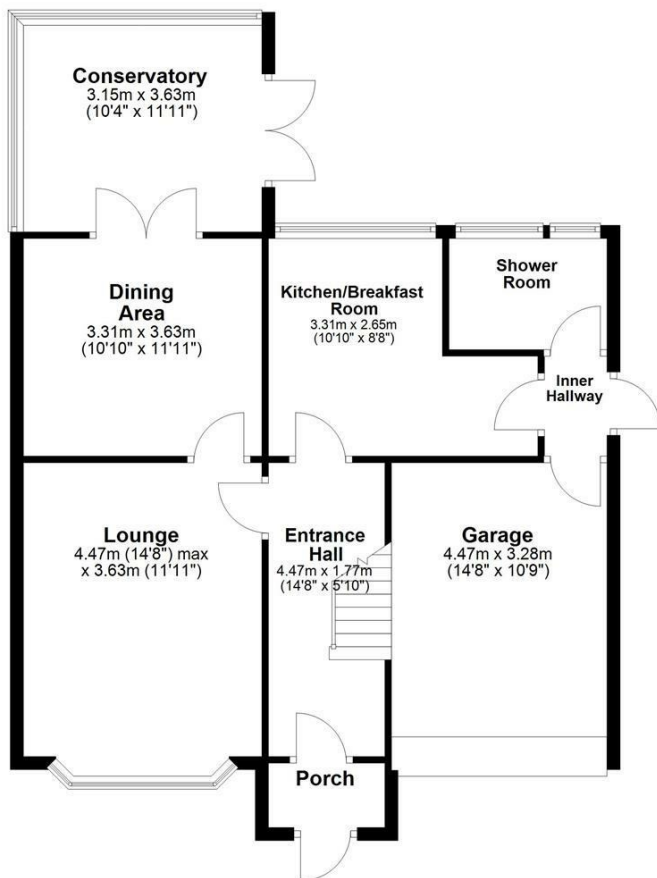 Conservatory
3.15m x 3.63m
(10'4" x 11'11")
Dining
Area
3.31m x 3.63m
(10'10" x 11'11")
Kitchen/Breakfast
Room
3.31m x 2.65m
(10'10" x 8'8")
Shower
Room
Inner
Hallway
Lounge
4.47m (14'8") max
x 3.63m (11'11")
Entrance
Hall
4.47m x 1.77m
(14'8" x 5'10")
Garage
4.47m x 3.28m
(14'8" x 10'9")
Porch